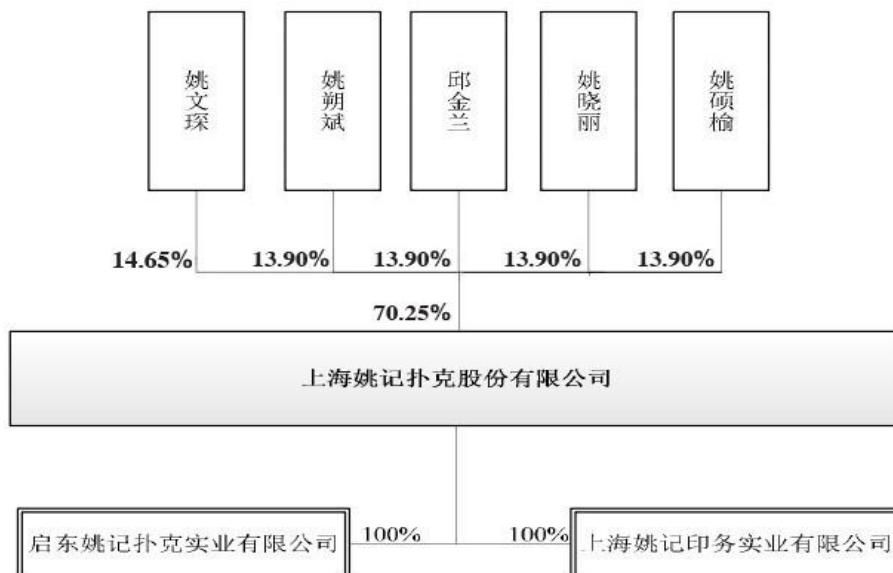 姚文琛
姚朔斌
邱金兰
姚晓丽
姚硕榆
14.65%
13.90%
13.90%
13.90%
13.90%
70.25%
上海姚记扑克股份有限公司
启东姚记扑克实业有限公司
100%
100%
上海姚记印务实业有限公司